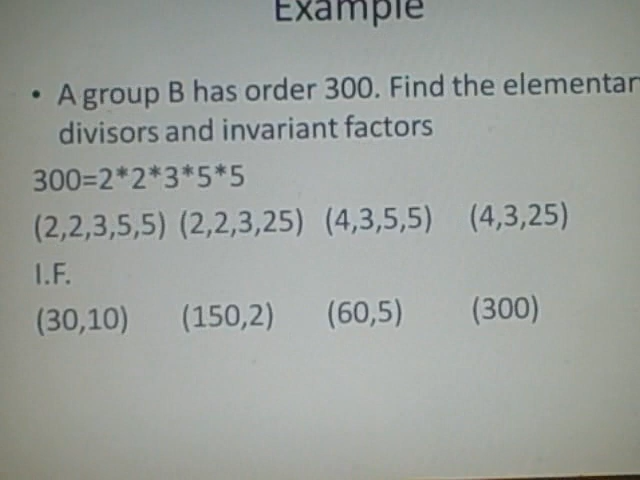 Example
• A group B has order 300. Find the elementar
divisors and invariant factors
300=2*2*3*5*5
(2,2,3,5,5) (2,2,3,25) (4,3,5,5) (4,3,25)
I.F.
(30,10) (150,2) (60,5) (300)